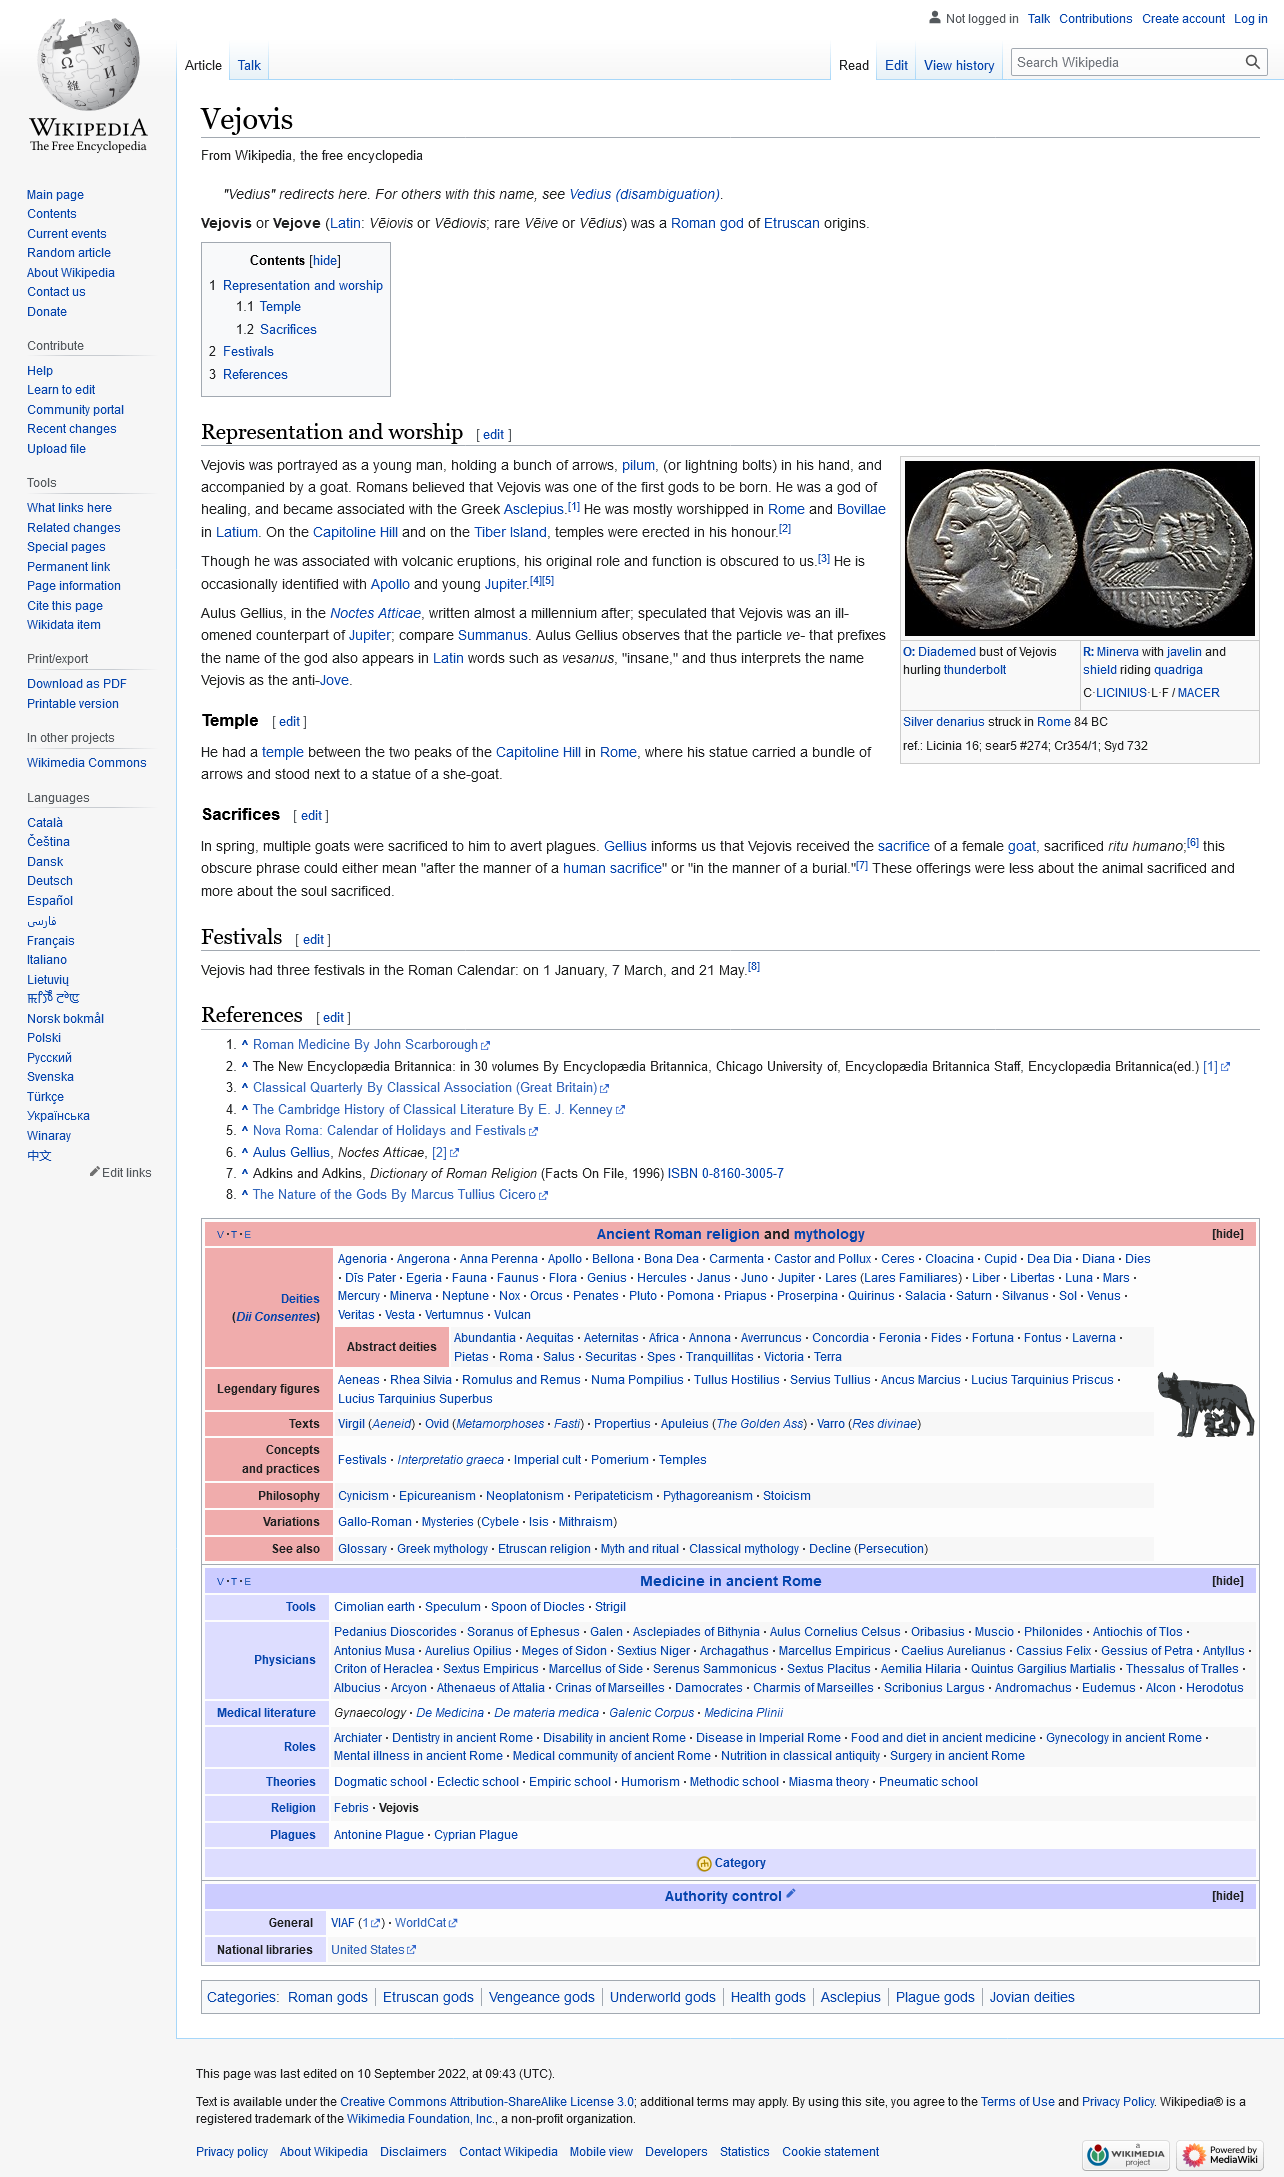 Not logged in Talk Contributions Create account Log in
Article Talk Read Edit View history Search Wikipedia
WIKIPEDIA
The Free Encyclopedia
Main page
Contents
Current events
Random article
About Wikipedia
Contact us
Donate
Contribute
Help
Learn to edit
Community portal
Recent changes
Upload file
Tools
What links here
Related changes
Special pages
Permanent link
Page information
Cite this page
Wikidata item
Print/export
Download as PDF
Printable version
In other projects
Wikimedia Commons
Languages
Català
Čeština
Dansk
Deutsch
Español
فارسی
Français
Italiano
Lietuvių
Norsk bokmål
Polski
Русский
Svenska
Türkçe
Українська
Winaray
中文
Edit links
Vejovis
From Wikipedia, the free encyclopedia
"Vedius" redirects here. For others with this name, see Vedius (disambiguation).
Vejovis or Vejove (Latin: Vēiovis or Vēdiovis; rare Vēive or Vēdius) was a Roman god of Etruscan origins.
Contents [hide]
1 Representation and worship
1.1 Temple
1.2 Sacrifices
2 Festivals
3 References
Representation and worship [ edit ]
Vejovis was portrayed as a young man, holding a bunch of arrows, pilum, (or lightning bolts) in his hand, and
accompanied by a goat. Romans believed that Vejovis was one of the first gods to be born. He was a god of
healing, and became associated with the Greek Asclepius.[1] He was mostly worshipped in Rome and Bovillae
in Latium. On the Capitoline Hill and on the Tiber Island, temples were erected in his honour.[2]
Though he was associated with volcanic eruptions, his original role and function is obscured to us.[3] He is
occasionally identified with Apollo and young Jupiter.[4][5]
Aulus Gellius, in the Noctes Atticae, written almost a millennium after; speculated that Vejovis was an ill-
omened counterpart of Jupiter; compare Summanus. Aulus Gellius observes that the particle ve- that prefixes
the name of the god also appears in Latin words such as vesanus, "insane," and thus interprets the name
Vejovis as the anti-Jove.
O: Diademed bust of Vejovis
hurling thunderbolt
R: Minerva with javelin and
shield riding quadriga
C·LICINIUS·L·F / MACER
Silver denarius struck in Rome 84 BC
ref.: Licinia 16; sear5 #274; Cr354/1; Syd 732
Temple [ edit ]
He had a temple between the two peaks of the Capitoline Hill in Rome, where his statue carried a bundle of
arrows and stood next to a statue of a she-goat.
Sacrifices [ edit ]
In spring, multiple goats were sacrificed to him to avert plagues. Gellius informs us that Vejovis received the sacrifice of a female goat, sacrificed ritu humano;[6] this
obscure phrase could either mean "after the manner of a human sacrifice" or "in the manner of a burial."[7] These offerings were less about the animal sacrificed and
more about the soul sacrificed.
Festivals [ edit ]
Vejovis had three festivals in the Roman Calendar: on 1 January, 7 March, and 21 May.[8]
References [ edit ]
1. ^ Roman Medicine By John Scarborough
2. ^ The New Encyclopædia Britannica: in 30 volumes By Encyclopædia Britannica, Chicago University of, Encyclopædia Britannica Staff, Encyclopædia Britannica(ed.) [1]
3. ^ Classical Quarterly By Classical Association (Great Britain)
4. ^ The Cambridge History of Classical Literature By E. J. Kenney
5. ^ Nova Roma: Calendar of Holidays and Festivals
6. ^ Aulus Gellius, Noctes Atticae, [2]
7. ^ Adkins and Adkins, Dictionary of Roman Religion (Facts On File, 1996) ISBN 0-8160-3005-7
8. ^ The Nature of the Gods By Marcus Tullius Cicero
V · T · E Ancient Roman religion and mythology [hide]
Deities
(Dii Consentes)
Agenoria · Angerona · Anna Perenna · Apollo · Bellona · Bona Dea · Carmenta · Castor and Pollux · Ceres · Cloacina · Cupid · Dea Dia · Diana · Dies
· Dīs Pater · Egeria · Fauna · Faunus · Flora · Genius · Hercules · Janus · Juno · Jupiter · Lares (Lares Familiares) · Liber · Libertas · Luna · Mars ·
Mercury · Minerva · Neptune · Nox · Orcus · Penates · Pluto · Pomona · Priapus · Proserpina · Quirinus · Salacia · Saturn · Silvanus · Sol · Venus ·
Veritas · Vesta · Vertumnus · Vulcan
Abstract deities
Abundantia · Aequitas · Aeternitas · Africa · Annona · Averruncus · Concordia · Feronia · Fides · Fortuna · Fontus · Laverna ·
Pietas · Roma · Salus · Securitas · Spes · Tranquillitas · Victoria · Terra
Legendary figures
Aeneas · Rhea Silvia · Romulus and Remus · Numa Pompilius · Tullus Hostilius · Servius Tullius · Ancus Marcius · Lucius Tarquinius Priscus ·
Lucius Tarquinius Superbus
Texts Virgil (Aeneid) · Ovid (Metamorphoses · Fasti) · Propertius · Apuleius (The Golden Ass) · Varro (Res divinae)
Concepts
and practices
Festivals · Interpretatio graeca · Imperial cult · Pomerium · Temples
Philosophy Cynicism · Epicureanism · Neoplatonism · Peripateticism · Pythagoreanism · Stoicism
Variations Gallo-Roman · Mysteries (Cybele · Isis · Mithraism)
See also Glossary · Greek mythology · Etruscan religion · Myth and ritual · Classical mythology · Decline (Persecution)
V · T · E Medicine in ancient Rome [hide]
Tools Cimolian earth · Speculum · Spoon of Diocles · Strigil
Physicians
Pedanius Dioscorides · Soranus of Ephesus · Galen · Asclepiades of Bithynia · Aulus Cornelius Celsus · Oribasius · Muscio · Philonides · Antiochis of Tlos ·
Antonius Musa · Aurelius Opilius · Meges of Sidon · Sextius Niger · Archagathus · Marcellus Empiricus · Caelius Aurelianus · Cassius Felix · Gessius of Petra · Antyllus ·
Criton of Heraclea · Sextus Empiricus · Marcellus of Side · Serenus Sammonicus · Sextus Placitus · Aemilia Hilaria · Quintus Gargilius Martialis · Thessalus of Tralles ·
Albucius · Arcyon · Athenaeus of Attalia · Crinas of Marseilles · Damocrates · Charmis of Marseilles · Scribonius Largus · Andromachus · Eudemus · Alcon · Herodotus
Medical literature Gynaecology · De Medicina · De materia medica · Galenic Corpus · Medicina Plinii
Roles
Archiater · Dentistry in ancient Rome · Disability in ancient Rome · Disease in Imperial Rome · Food and diet in ancient medicine · Gynecology in ancient Rome ·
Mental illness in ancient Rome · Medical community of ancient Rome · Nutrition in classical antiquity · Surgery in ancient Rome
Theories Dogmatic school · Eclectic school · Empiric school · Humorism · Methodic school · Miasma theory · Pneumatic school
Religion Febris · Vejovis
Plagues Antonine Plague · Cyprian Plague
Category
Authority control [hide]
General VIAF (1) · WorldCat
National libraries United States
Categories: Roman gods | Etruscan gods | Vengeance gods | Underworld gods | Health gods | Asclepius | Plague gods | Jovian deities
This page was last edited on 10 September 2022, at 09:43 (UTC).
Text is available under the Creative Commons Attribution-ShareAlike License 3.0; additional terms may apply. By using this site, you agree to the Terms of Use and Privacy Policy. Wikipedia® is a
registered trademark of the Wikimedia Foundation, Inc., a non-profit organization.
Privacy policy About Wikipedia Disclaimers Contact Wikipedia Mobile view Developers Statistics Cookie statement
a WIKIMEDIA project
Powered by MediaWiki